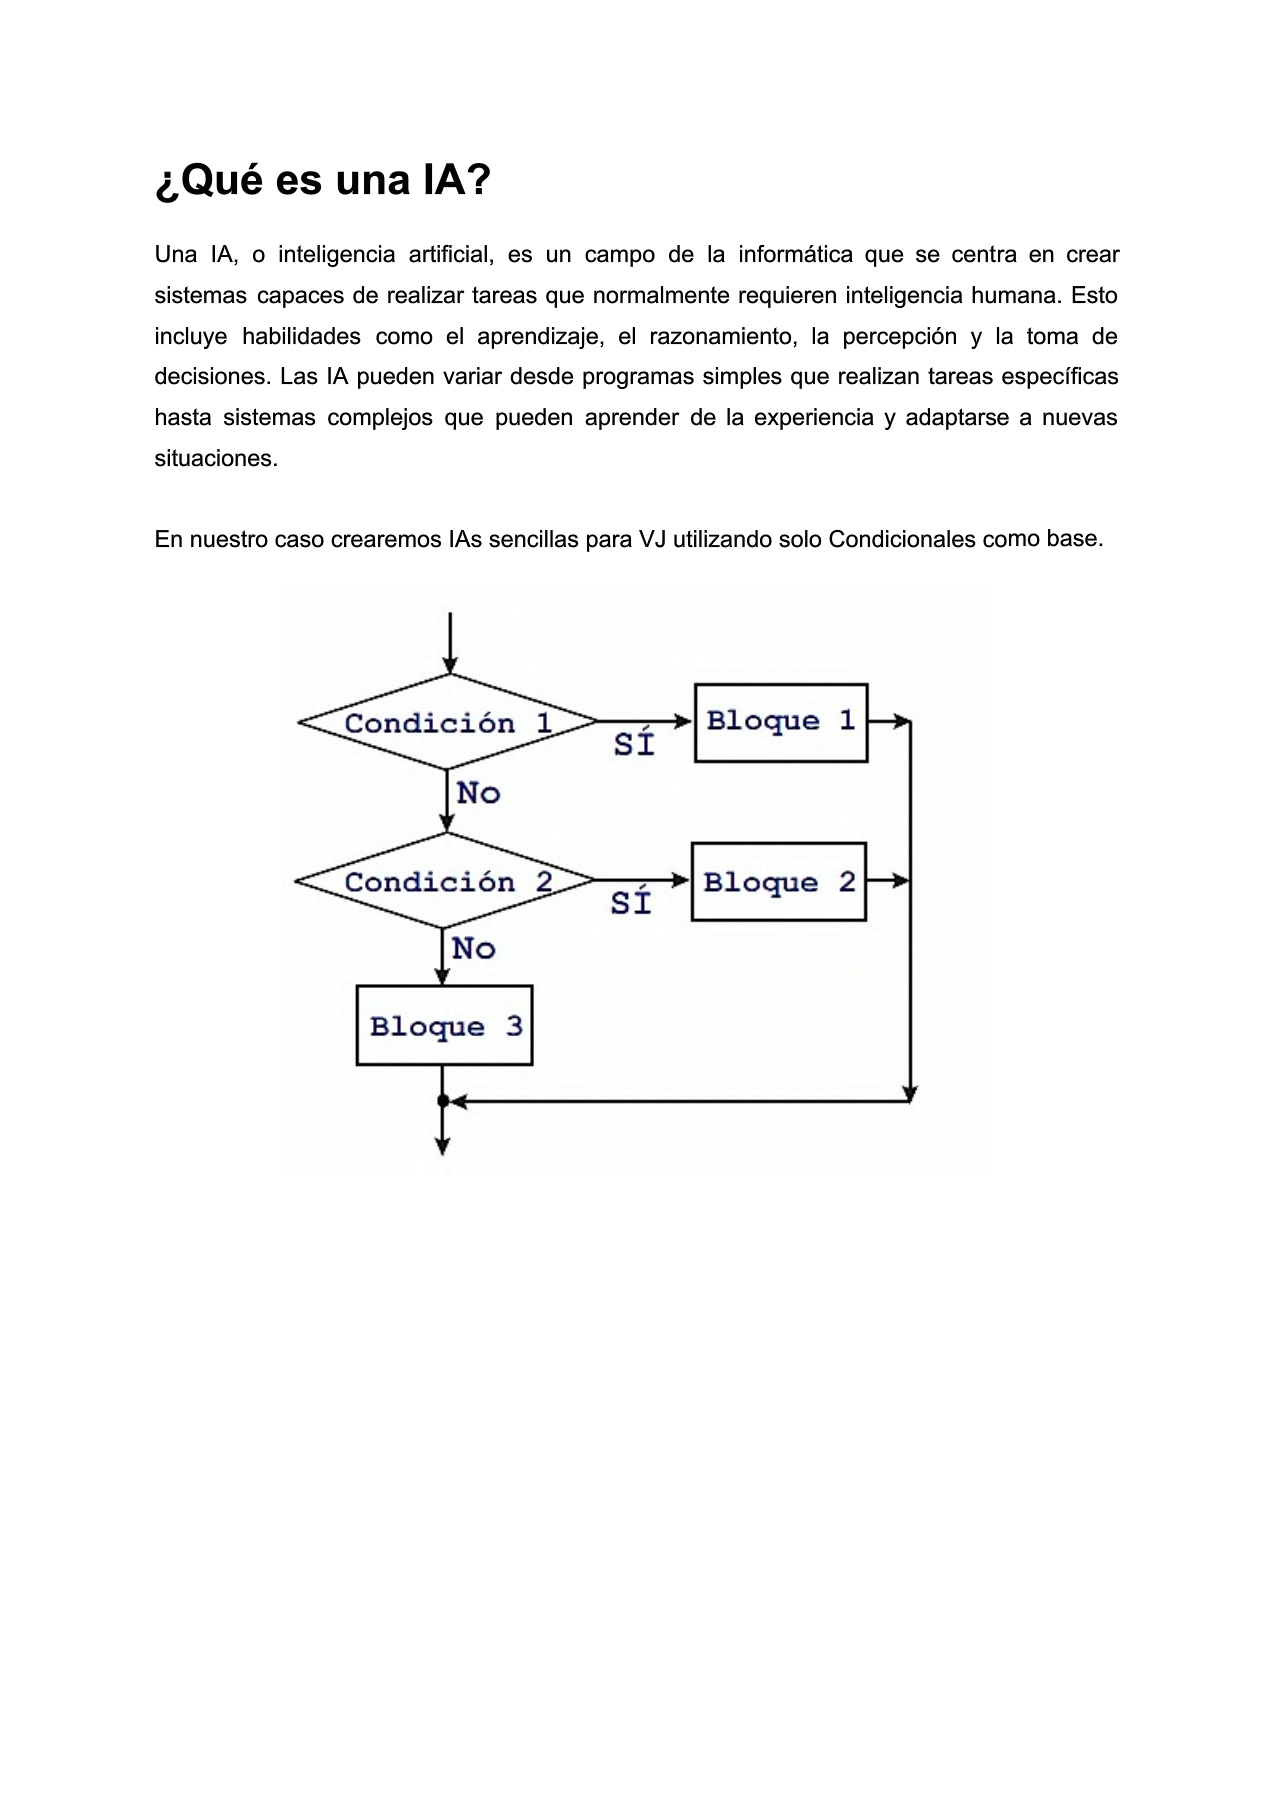 ¿Qué es una IA?
Una IA, o inteligencia artificial, es un campo de la informática que se centra en crear
sistemas capaces de realizar tareas que normalmente requieren inteligencia humana. Esto
incluye habilidades como el aprendizaje, el razonamiento, la percepción y la toma de
decisiones. Las IA pueden variar desde programas simples que realizan tareas específicas
hasta sistemas complejos que pueden aprender de la experiencia y adaptarse a nuevas
situaciones.
En nuestro caso crearemos IAs sencillas para VJ utilizando solo Condicionales como base.
Condición 1
SÍ
Bloque 1
No
Condición 2
SÍ
Bloque 2
No
Bloque 3